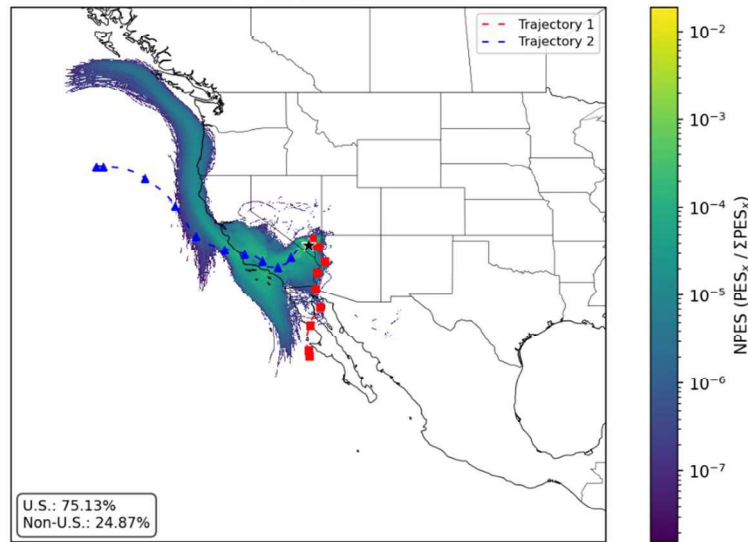 Trajectory 1
Trajectory 2
U.S.: 75.13%
Non-U.S.: 24.87%
10⁻²
10⁻³
10⁻⁴
10⁻⁵
10⁻⁶
10⁻⁷
NPES (PESₓ / ΣPESₓ)